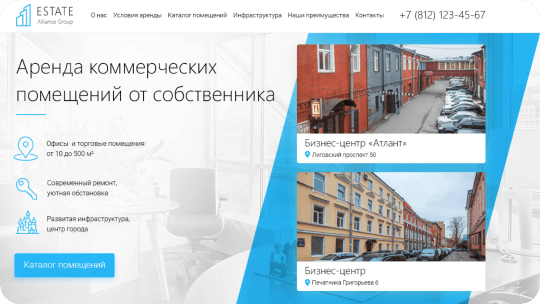 ESTATE
Alliance Group
О нас Условия аренды Каталог помещений Инфраструктура Наши преимущества Контакты +7 (812) 123-45-67
Аренда коммерческих
помещений от собственника
Офисы и торговые помещения
от 10 до 500 м²
Современный ремонт,
уютная обстановка
Развитая инфраструктура,
центр города
Каталог помещений
Бизнес-центр «Атлант»
Лиговский проспект 50
Бизнес-центр
Печатника Григорьева 6